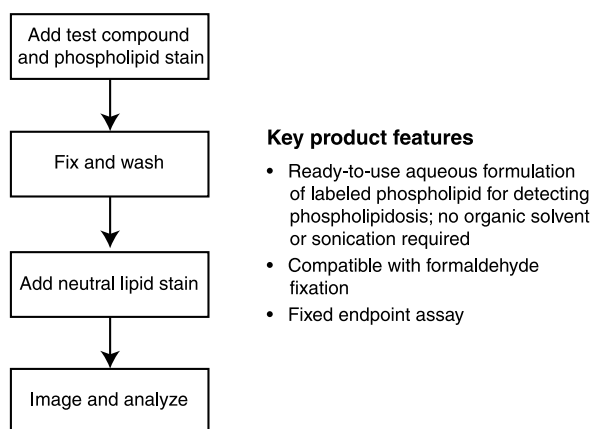 Add test compound
and phospholipid stain
Fix and wash
Add neutral lipid stain
Image and analyze
Key product features
• Ready-to-use aqueous formulation
of labeled phospholipid for detecting
phospholipidosis; no organic solvent
or sonication required
• Compatible with formaldehyde
fixation
• Fixed endpoint assay